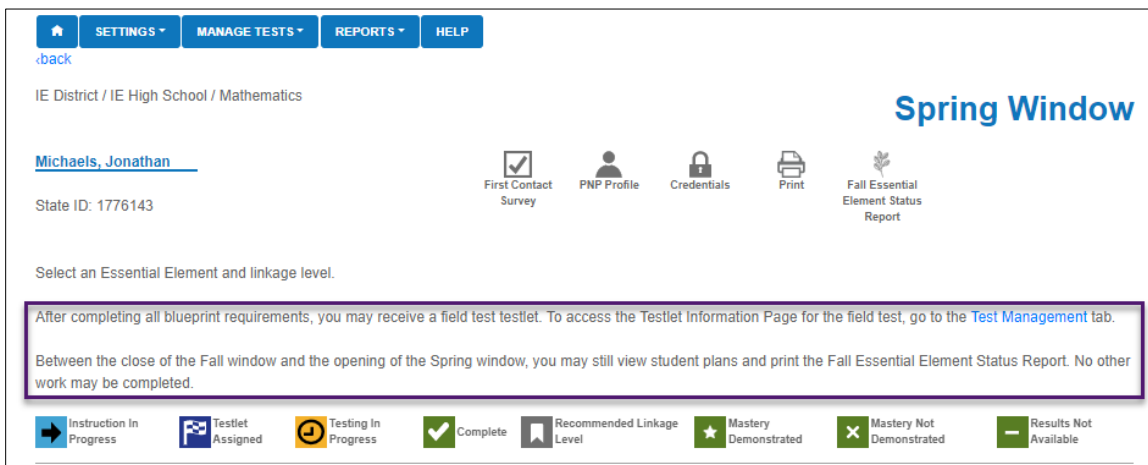 SETTINGS MANAGE TESTS REPORTS HELP
‹back
IE District / IE High School / Mathematics
Spring Window
Michaels, Jonathan
First Contact
Survey
PNP Profile
Credentials
Print
Fall Essential
Element Status
Report
State ID: 1776143
Select an Essential Element and linkage level.
After completing all blueprint requirements, you may receive a field test testlet. To access the Testlet Information Page for the field test, go to the Test Management tab.
Between the close of the Fall window and the opening of the Spring window, you may still view student plans and print the Fall Essential Element Status Report. No other
work may be completed.
Instruction In
Progress
Testlet
Assigned
Testing In
Progress
Complete
Recommended Linkage
Level
Mastery
Demonstrated
Mastery Not
Demonstrated
Results Not
Available